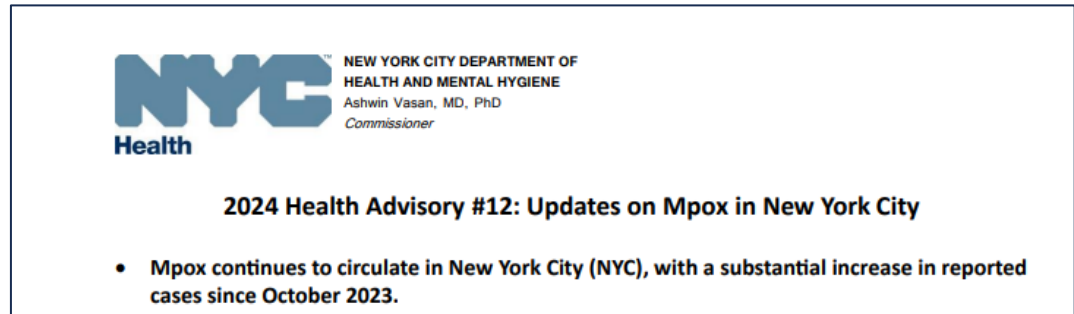 NYC™
NEW YORK CITY DEPARTMENT OF
HEALTH AND MENTAL HYGIENE
Ashwin Vasan, MD, PhD
Commissioner
Health
2024 Health Advisory #12: Updates on Mpox in New York City
• Mpox continues to circulate in New York City (NYC), with a substantial increase in reported
cases since October 2023.